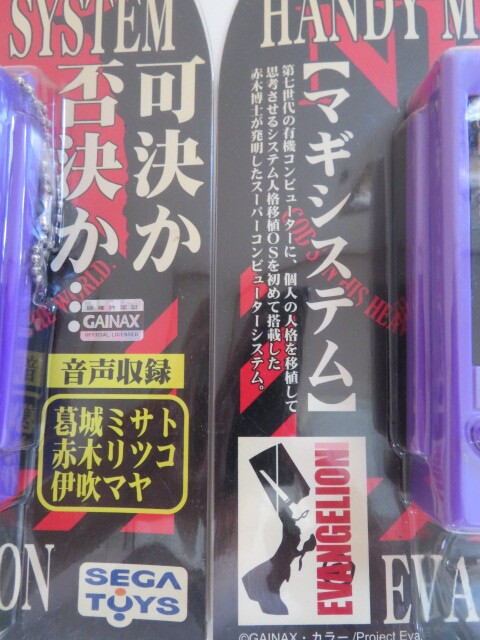 SYSTEM
可決か
否決か…
GAINAX
OFFICIAL LICENSED
音声収録
葛城ミサト
赤木リツコ
伊吹マヤ
ON
SEGA
TOYS
HANDY M
【マギシステム】
第七世代の有機コンピューターに、個人の人格を移植して
思考させるシステム人格移植OSを初めて搭載した
赤木博士が発明したスーパーコンピューターシステム。
EVANGELION
EVA
©GAINAX・カラー/Project Eva